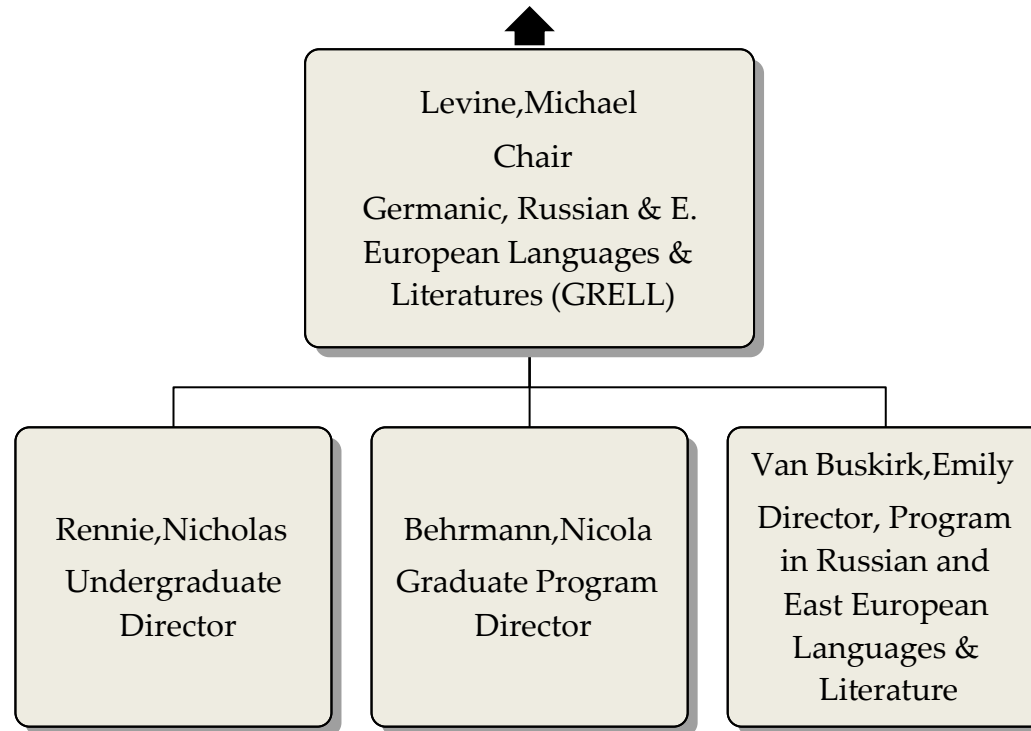 Levine,Michael
Chair
Germanic, Russian & E.
European Languages &
Literatures (GRELL)
Rennie,Nicholas
Undergraduate
Director
Behrmann,Nicola
Graduate Program
Director
Van Buskirk,Emily
Director, Program
in Russian and
East European
Languages &
Literature